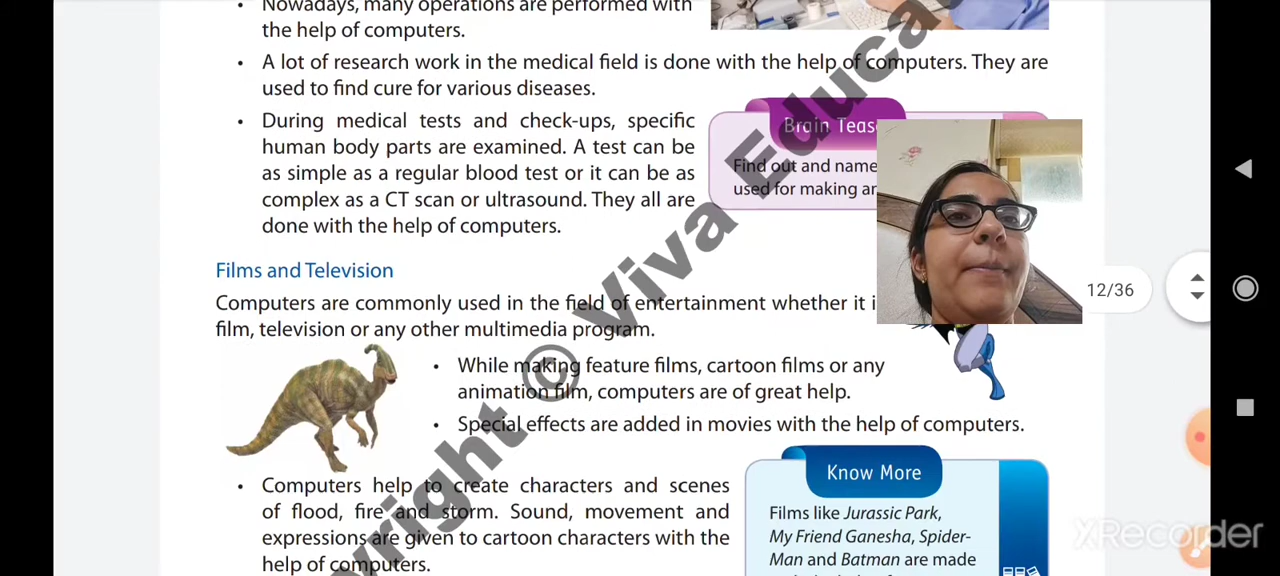 Nowadays, many operations are performed with
the help of computers.
• A lot of research work in the medical field is done with the help of computers. They are
used to find cure for various diseases.
• During medical tests and check-ups, specific
human body parts are examined. A test can be
as simple as a regular blood test or it can be as
complex as a CT scan or ultrasound. They all are
done with the help of computers.
Brain Teas
Find out and name
used for making an
Films and Television
Computers are commonly used in the field of entertainment whether it i
film, television or any other multimedia program.
• While making feature films, cartoon films or any
animation film, computers are of great help.
• Special effects are added in movies with the help of computers.
• Computers help to create characters and scenes
of flood, fire and storm. Sound, movement and
expressions are given to cartoon characters with the
help of computers.
Know More
Films like Jurassic Park,
My Friend Ganesha, Spider-
Man and Batman are made
12/36
yright © Viva Educa
XRecorder